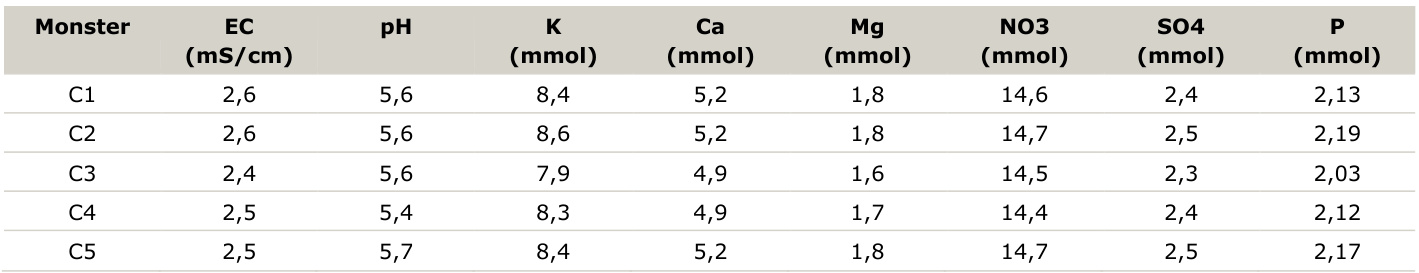 Monster EC pH K Ca Mg NO3 SO4 P
(mS/cm) (mmol) (mmol) (mmol) (mmol) (mmol) (mmol)
C1 2,6 5,6 8,4 5,2 1,8 14,6 2,4 2,13
C2 2,6 5,6 8,6 5,2 1,8 14,7 2,5 2,19
C3 2,4 5,6 7,9 4,9 1,6 14,5 2,3 2,03
C4 2,5 5,4 8,3 4,9 1,7 14,4 2,4 2,12
C5 2,5 5,7 8,4 5,2 1,8 14,7 2,5 2,17